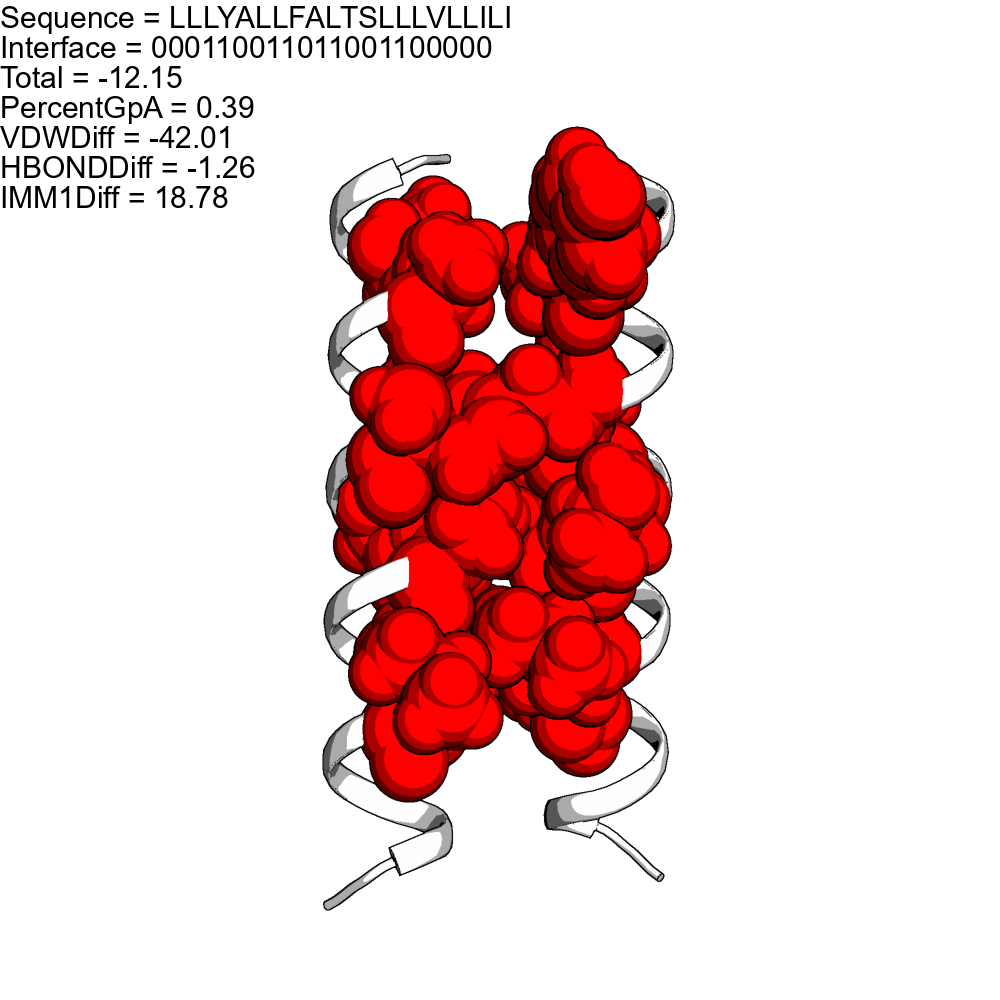 Sequence = LLLYALLFALTSLLLVLLILI
Interface = 000110011011001100000
Total = -12.15
PercentGpA = 0.39
VDWDiff = -42.01
HBONDDiff = -1.26
IMM1Diff = 18.78